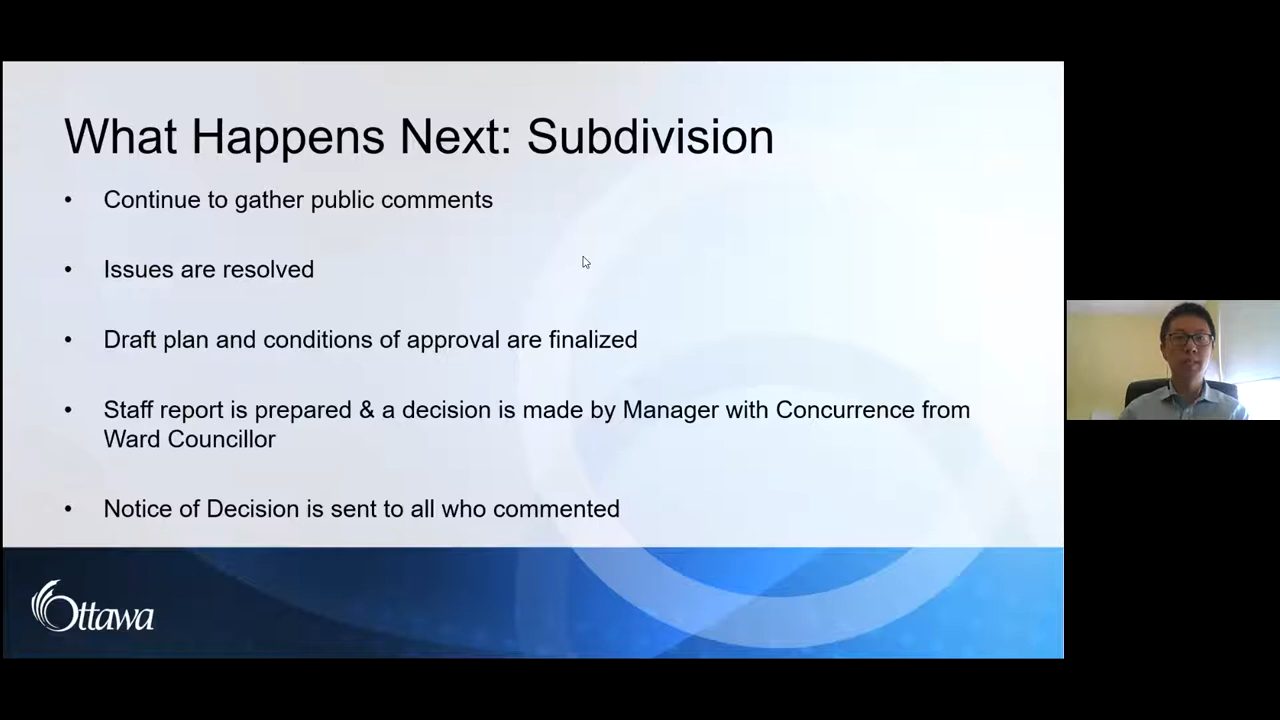 What Happens Next: Subdivision
• Continue to gather public comments
• Issues are resolved
• Draft plan and conditions of approval are finalized
• Staff report is prepared & a decision is made by Manager with Concurrence from
Ward Councillor
• Notice of Decision is sent to all who commented
Ottawa